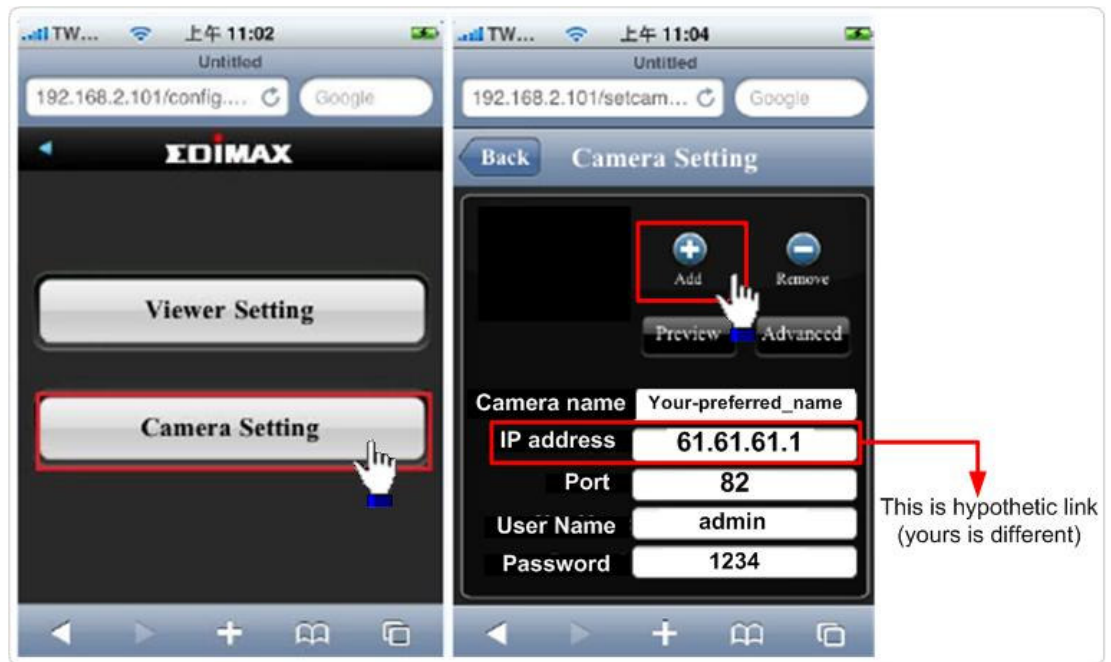 TW... 上午 11:02
Untitled
192.168.2.101/config.... Google
EDIMAX
Viewer Setting
Camera Setting
TW... 上午 11:04
Untitled
192.168.2.101/setcam... Google
Back Camera Setting
Add Remove
Preview Advanced
Camera name Your-preferred_name
IP address 61.61.61.1
Port 82
User Name admin
Password 1234
This is hypothetic link
(yours is different)